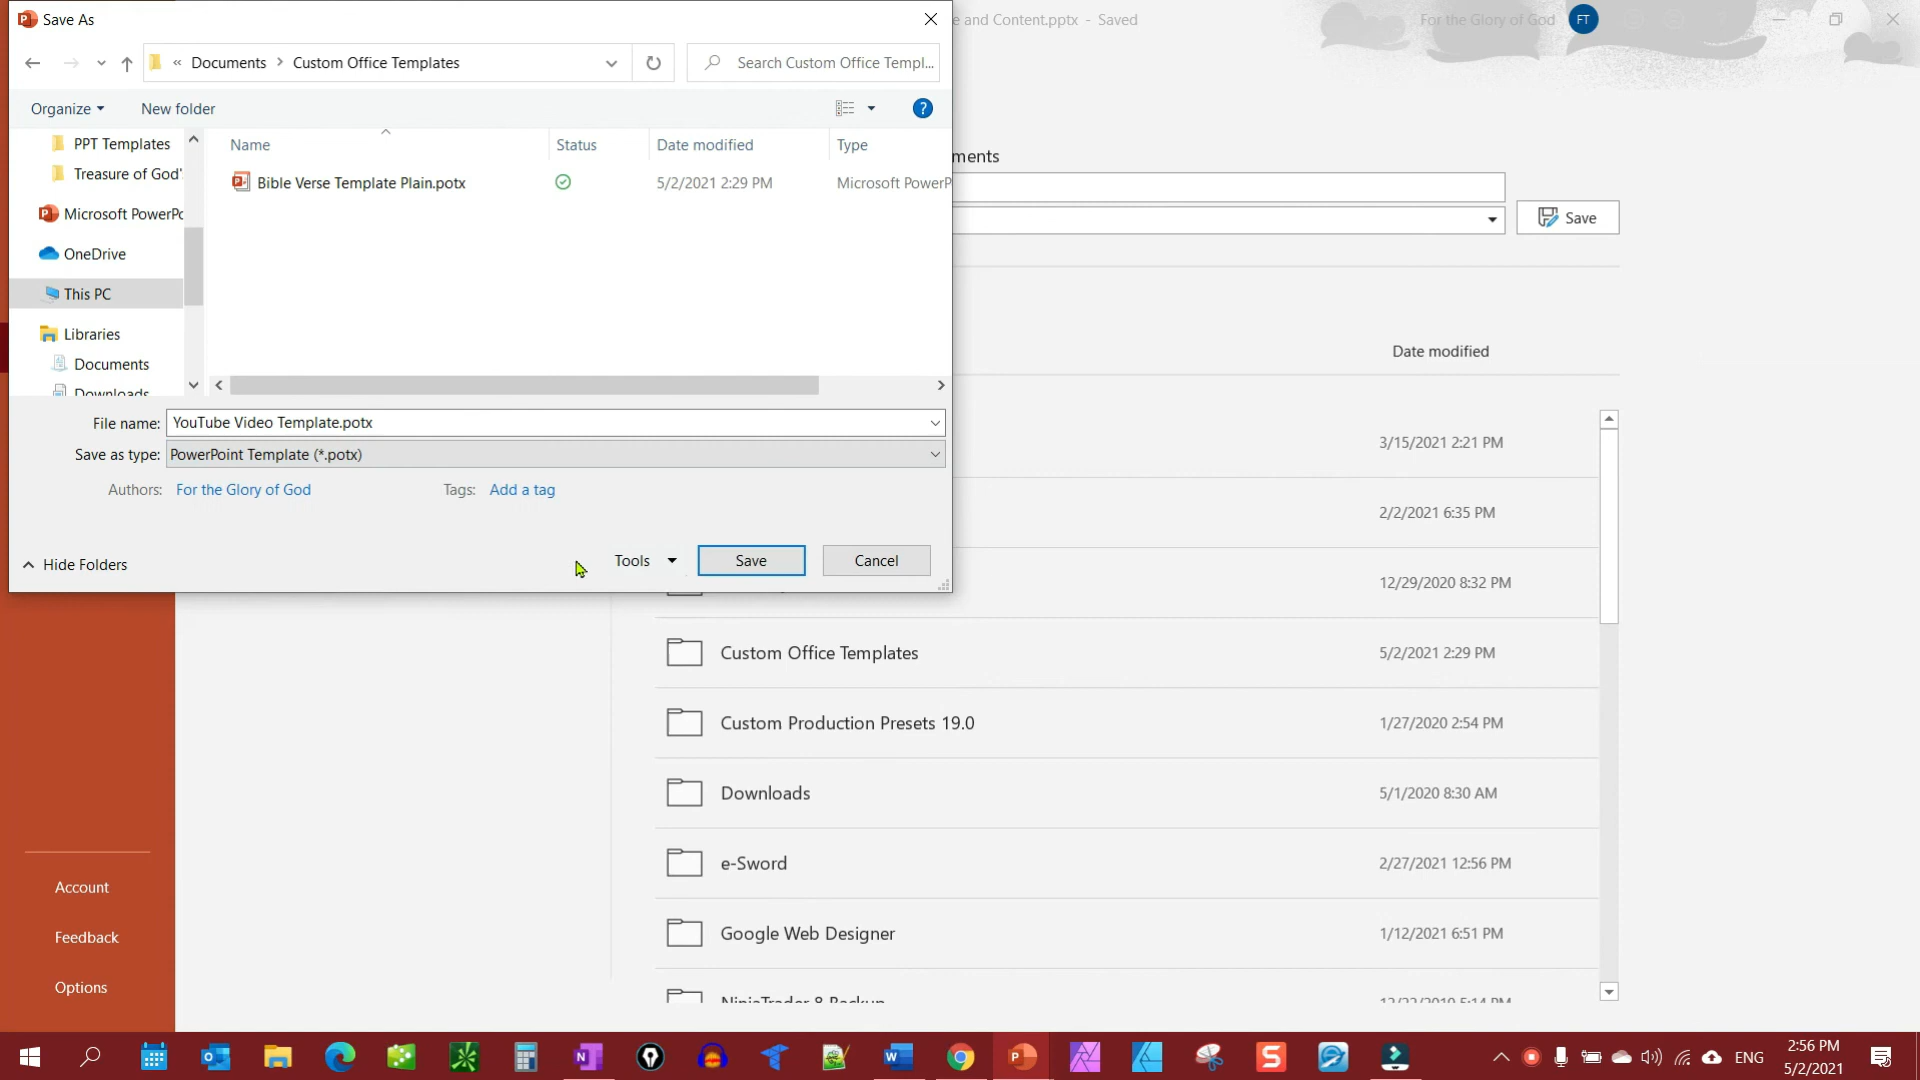 Save As
e and Content.pptx - Saved
For the Glory of God
FT
« Documents > Custom Office Templates
Search Custom Office Templ...
Organize
New folder
?
PPT Templates
Treasure of God'
Microsoft PowerPo
OneDrive
This PC
Libraries
Documents
Downloads
Name
Status
Date modified
Type
Bible Verse Template Plain.potx
5/2/2021 2:29 PM
Microsoft PowerP
File name:
YouTube Video Template.potx
Save as type:
PowerPoint Template (*.potx)
Authors:
For the Glory of God
Tags:
Add a tag
Hide Folders
Tools
Save
Cancel
ments
Save
Date modified
3/15/2021 2:21 PM
2/2/2021 6:35 PM
12/29/2020 8:32 PM
Custom Office Templates
5/2/2021 2:29 PM
Custom Production Presets 19.0
1/27/2020 2:54 PM
Downloads
5/1/2020 8:30 AM
e-Sword
2/27/2021 12:56 PM
Google Web Designer
1/12/2021 6:51 PM
NinjaTrader 8 Backup
Account
Feedback
Options
ENG
2:56 PM
5/2/2021